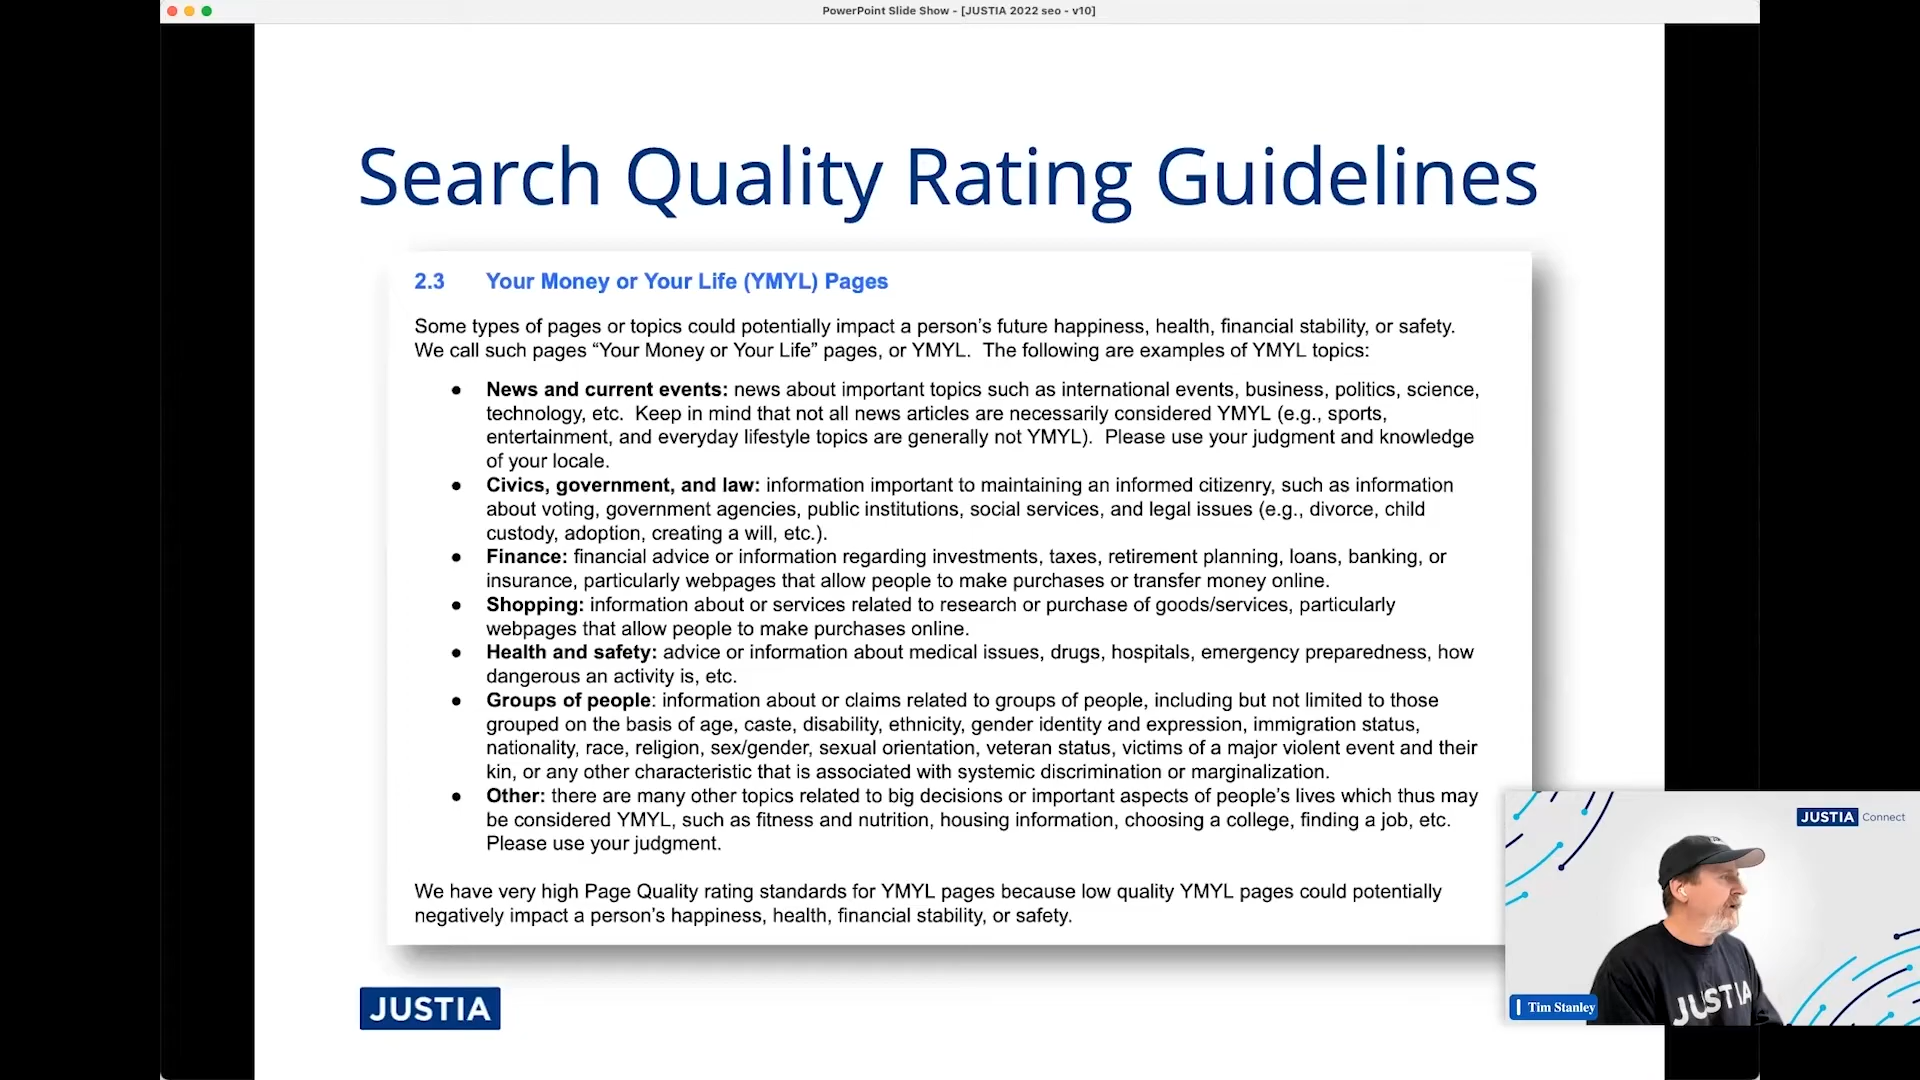 PowerPoint Slide Show - [JUSTIA 2022 seo - v10]
Search Quality Rating Guidelines
2.3 Your Money or Your Life (YMYL) Pages
Some types of pages or topics could potentially impact a person’s future happiness, health, financial stability, or safety.
We call such pages “Your Money or Your Life” pages, or YMYL. The following are examples of YMYL topics:
● News and current events: news about important topics such as international events, business, politics, science,
technology, etc. Keep in mind that not all news articles are necessarily considered YMYL (e.g., sports,
entertainment, and everyday lifestyle topics are generally not YMYL). Please use your judgment and knowledge
of your locale.
● Civics, government, and law: information important to maintaining an informed citizenry, such as information
about voting, government agencies, public institutions, social services, and legal issues (e.g., divorce, child
custody, adoption, creating a will, etc.).
● Finance: financial advice or information regarding investments, taxes, retirement planning, loans, banking, or
insurance, particularly webpages that allow people to make purchases or transfer money online.
● Shopping: information about or services related to research or purchase of goods/services, particularly
webpages that allow people to make purchases online.
● Health and safety: advice or information about medical issues, drugs, hospitals, emergency preparedness, how
dangerous an activity is, etc.
● Groups of people: information about or claims related to groups of people, including but not limited to those
grouped on the basis of age, caste, disability, ethnicity, gender identity and expression, immigration status,
nationality, race, religion, sex/gender, sexual orientation, veteran status, victims of a major violent event and their
kin, or any other characteristic that is associated with systemic discrimination or marginalization.
● Other: there are many other topics related to big decisions or important aspects of people’s lives which thus may
be considered YMYL, such as fitness and nutrition, housing information, choosing a college, finding a job, etc.
Please use your judgment.
We have very high Page Quality rating standards for YMYL pages because low quality YMYL pages could potentially
negatively impact a person’s happiness, health, financial stability, or safety.
JUSTIA
JUSTIA Connect
JUSTIA
Tim Stanley